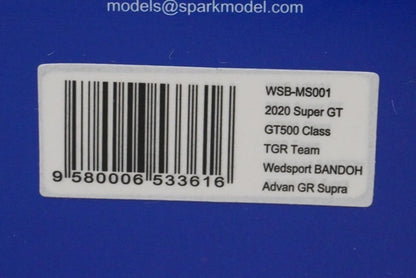 models@sparkmodel.com
WSB-MS001
2020 Super GT
GT500 Class
TGR Team
Wedsport BANDOH
Advan GR Supra
9 580006 533616